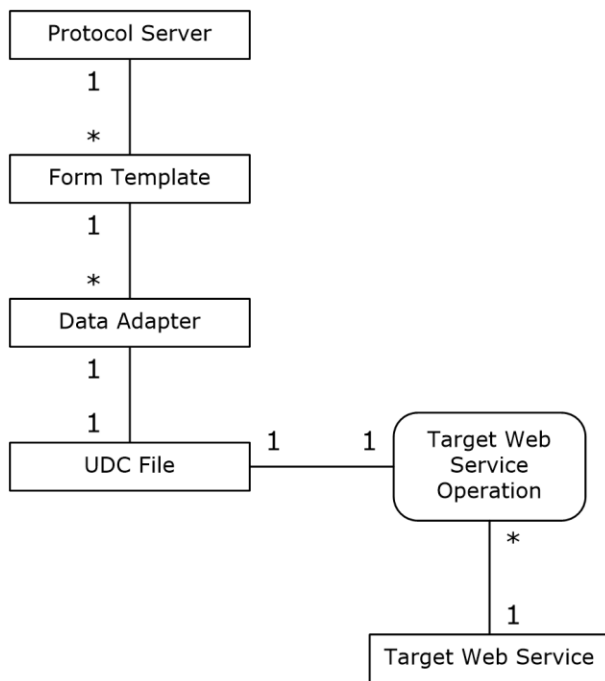 Protocol Server
1
*
Form Template
1
*
Data Adapter
1
1
UDC File
1 1
Target Web
Service
Operation
*
1
Target Web Service